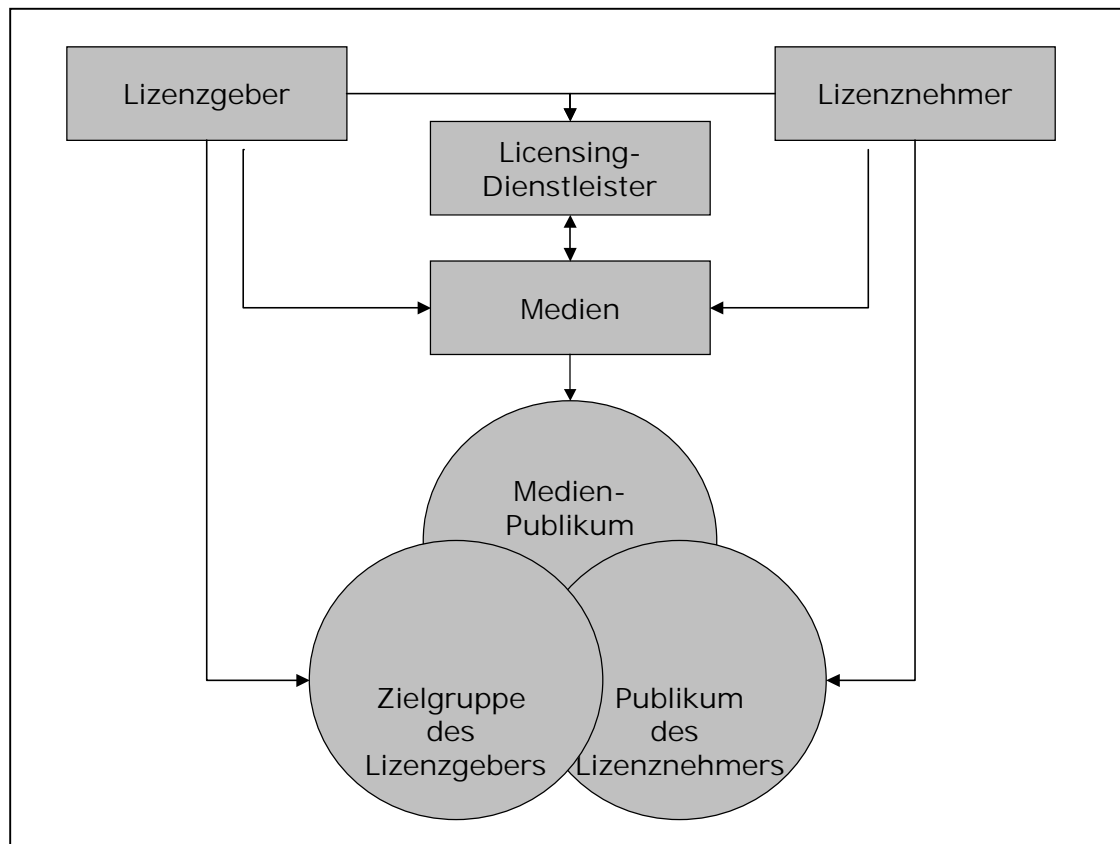 Lizenzgeber
Lizenznehmer
Licensing-
Dienstleister
Medien
Medien-
Publikum
Zielgruppe
des
Lizenzgebers
Publikum
des
Lizenznehmers